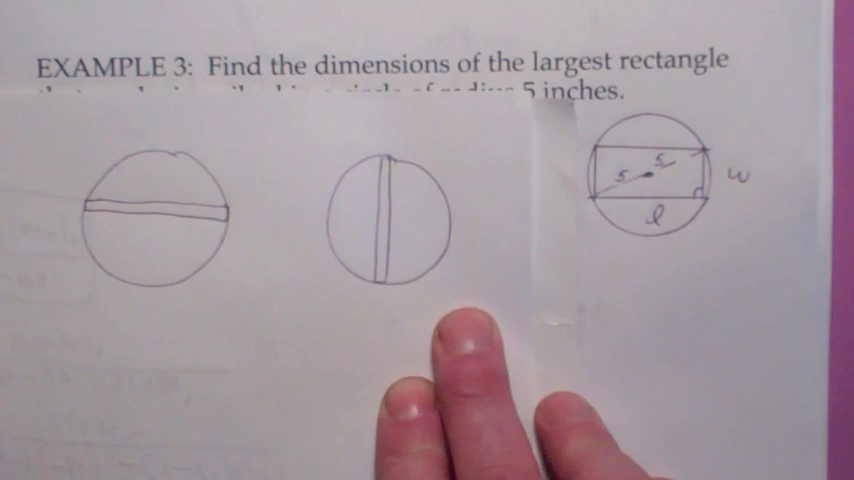 EXAMPLE 3: Find the dimensions of the largest rectangle
5 inches.
5 5
w
l